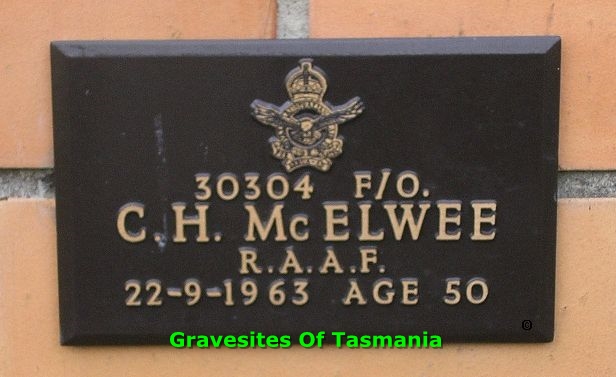 30304 F/O.
C.H. McELWEE
R.A.A.F.
22-9-1963 AGE 50
©
Gravesites Of Tasmania